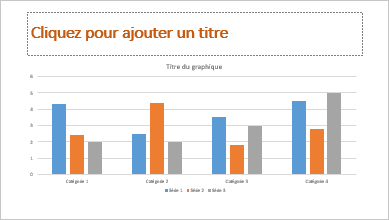 Cliquez pour ajouter un titre
Titre du graphique
6
5
4
3
2
1
0
Catégorie 1 Catégorie 2 Catégorie 3 Catégorie 4
Série 1 Série 2 Série 3